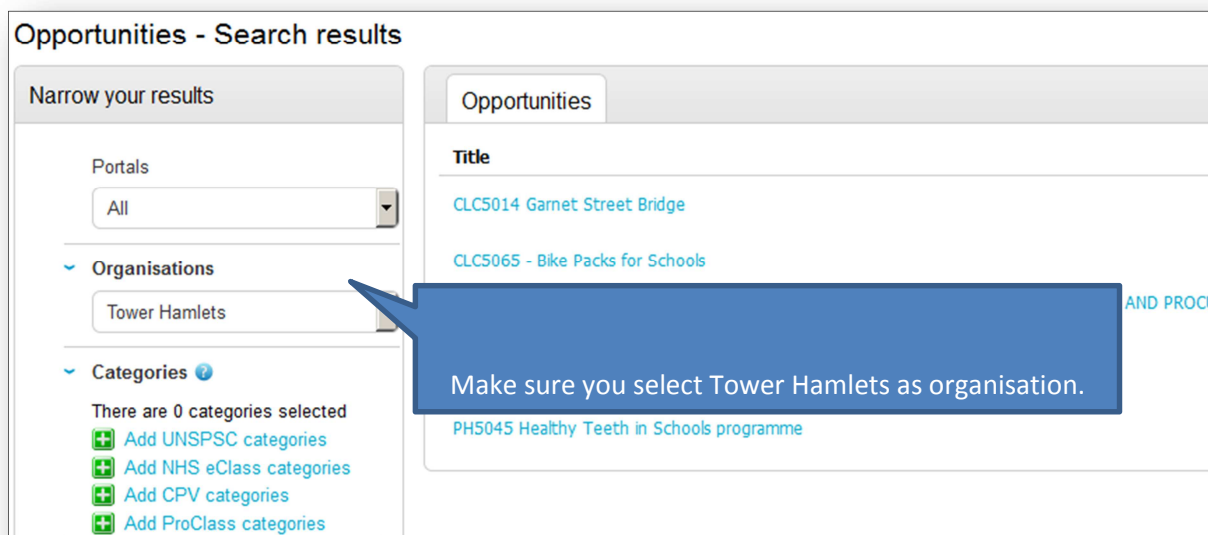 Opportunities - Search results
Narrow your results
Portals
All
Organisations
Tower Hamlets
Categories
There are 0 categories selected
Add UNSPSC categories
Add NHS eClass categories
Add CPV categories
Add ProClass categories
Opportunities
Title
CLC5014 Garnet Street Bridge
CLC5065 - Bike Packs for Schools
AND
Make sure you select Tower Hamlets as organisation.
PH5045 Healthy Teeth in Schools programme